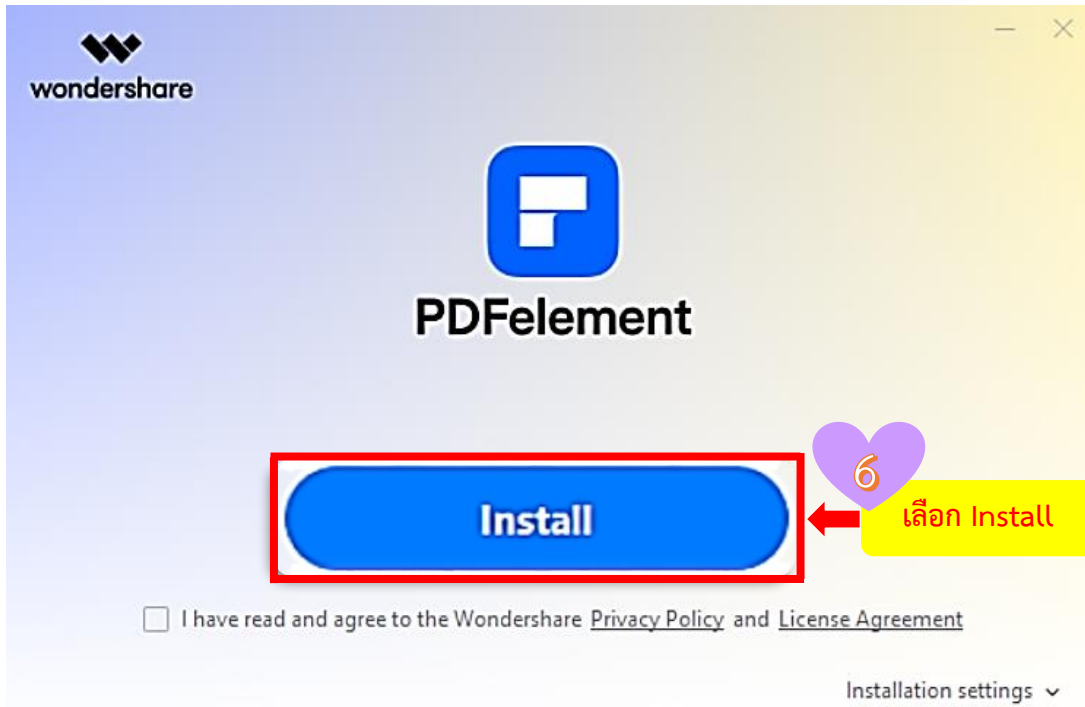 wondershare
PDFelement
6
Install
เลือก Install
I have read and agree to the Wondershare Privacy Policy and License Agreement
Installation settings